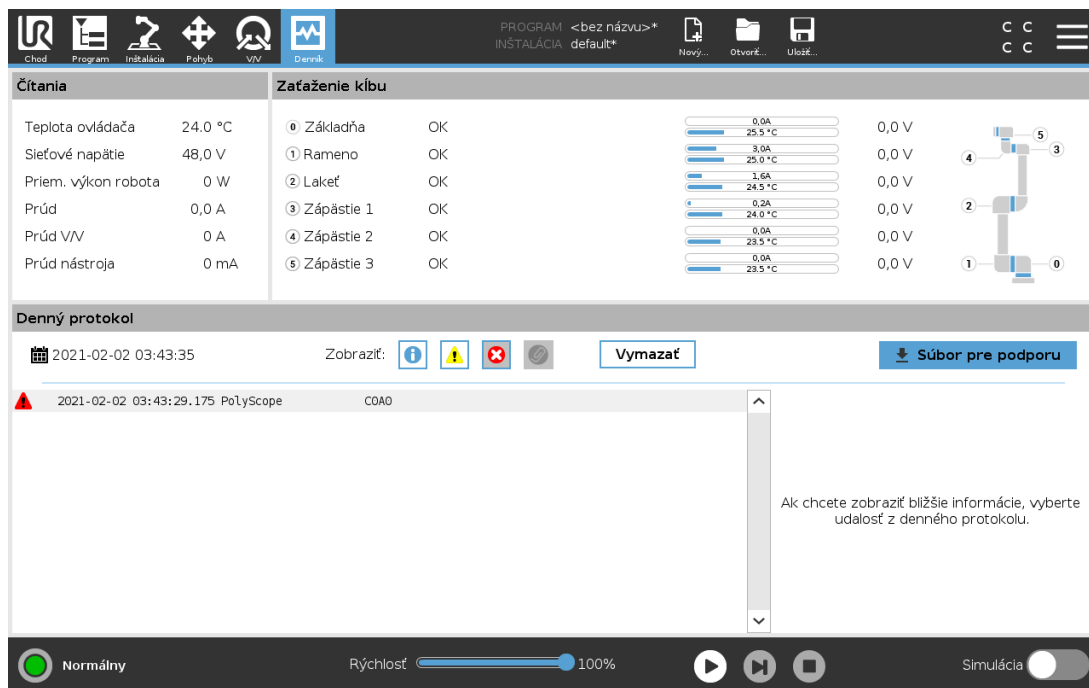 PROGRAM <bez názvu>*
INŠTALÁCIA default*
Chod Program Inštalácia Pohyb V/V Denník Nový... Otvoriť... Uložiť...
C C
C C
Čítania Zaťaženie kĺbu
Teplota ovládača 24.0 °C 0 Základňa OK 0,0A 25.5 °C 0,0 V
Sieťové napätie 48,0 V 1 Rameno OK 3,0A 25.0 °C 0,0 V
Priem. výkon robota 0 W 2 Lakeť OK 1,6A 24.5 °C 0,0 V
Prúd 0,0 A 3 Zápästie 1 OK 0,2A 24.0 °C 0,0 V
Prúd V/V 0 A 4 Zápästie 2 OK 0,0A 23.5 °C 0,0 V
Prúd nástroja 0 mA 5 Zápästie 3 OK 0,0A 23.5 °C 0,0 V
5
4 3
2
1 0
Denný protokol
2021-02-02 03:43:35 Zobraziť: Vymazať Súbor pre podporu
2021-02-02 03:43:29.175 PolyScope C0A0
Ak chcete zobraziť bližšie informácie, vyberte
udalosť z denného protokolu.
Normálny Rýchlosť 100% Simulácia